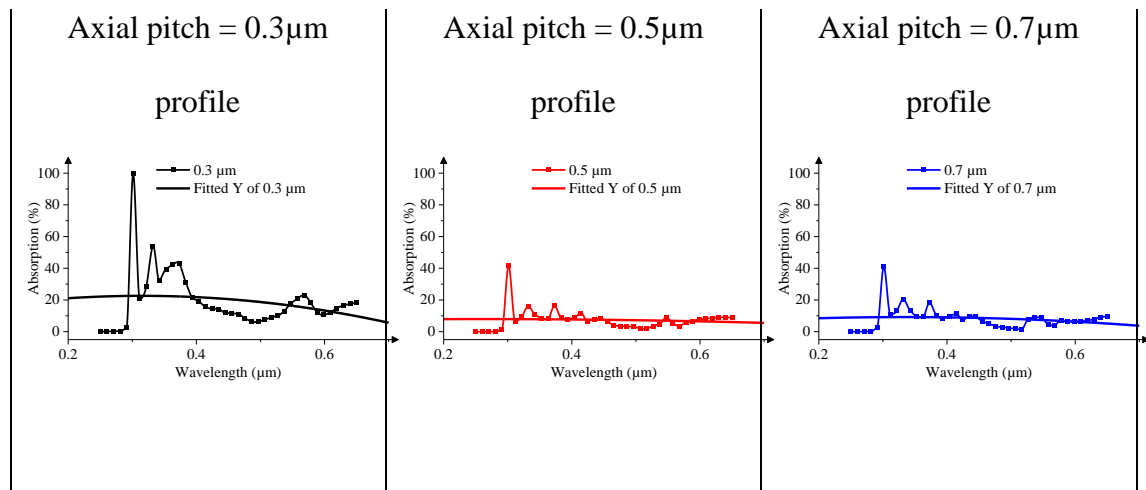 Axial pitch = 0.3µm
profile
100
80
60
40
20
0
Absorption (%)
0.3 µm
Fitted Y of 0.3 µm
0.2
0.4
0.6
Wavelength (µm)
Axial pitch = 0.5µm
profile
100
80
60
40
20
0
Absorption (%)
0.5 µm
Fitted Y of 0.5 µm
0.2
0.4
0.6
Wavelength (µm)
Axial pitch = 0.7µm
profile
100
80
60
40
20
0
Absorption (%)
0.7 µm
Fitted Y of 0.7 µm
0.2
0.4
0.6
Wavelength (µm)